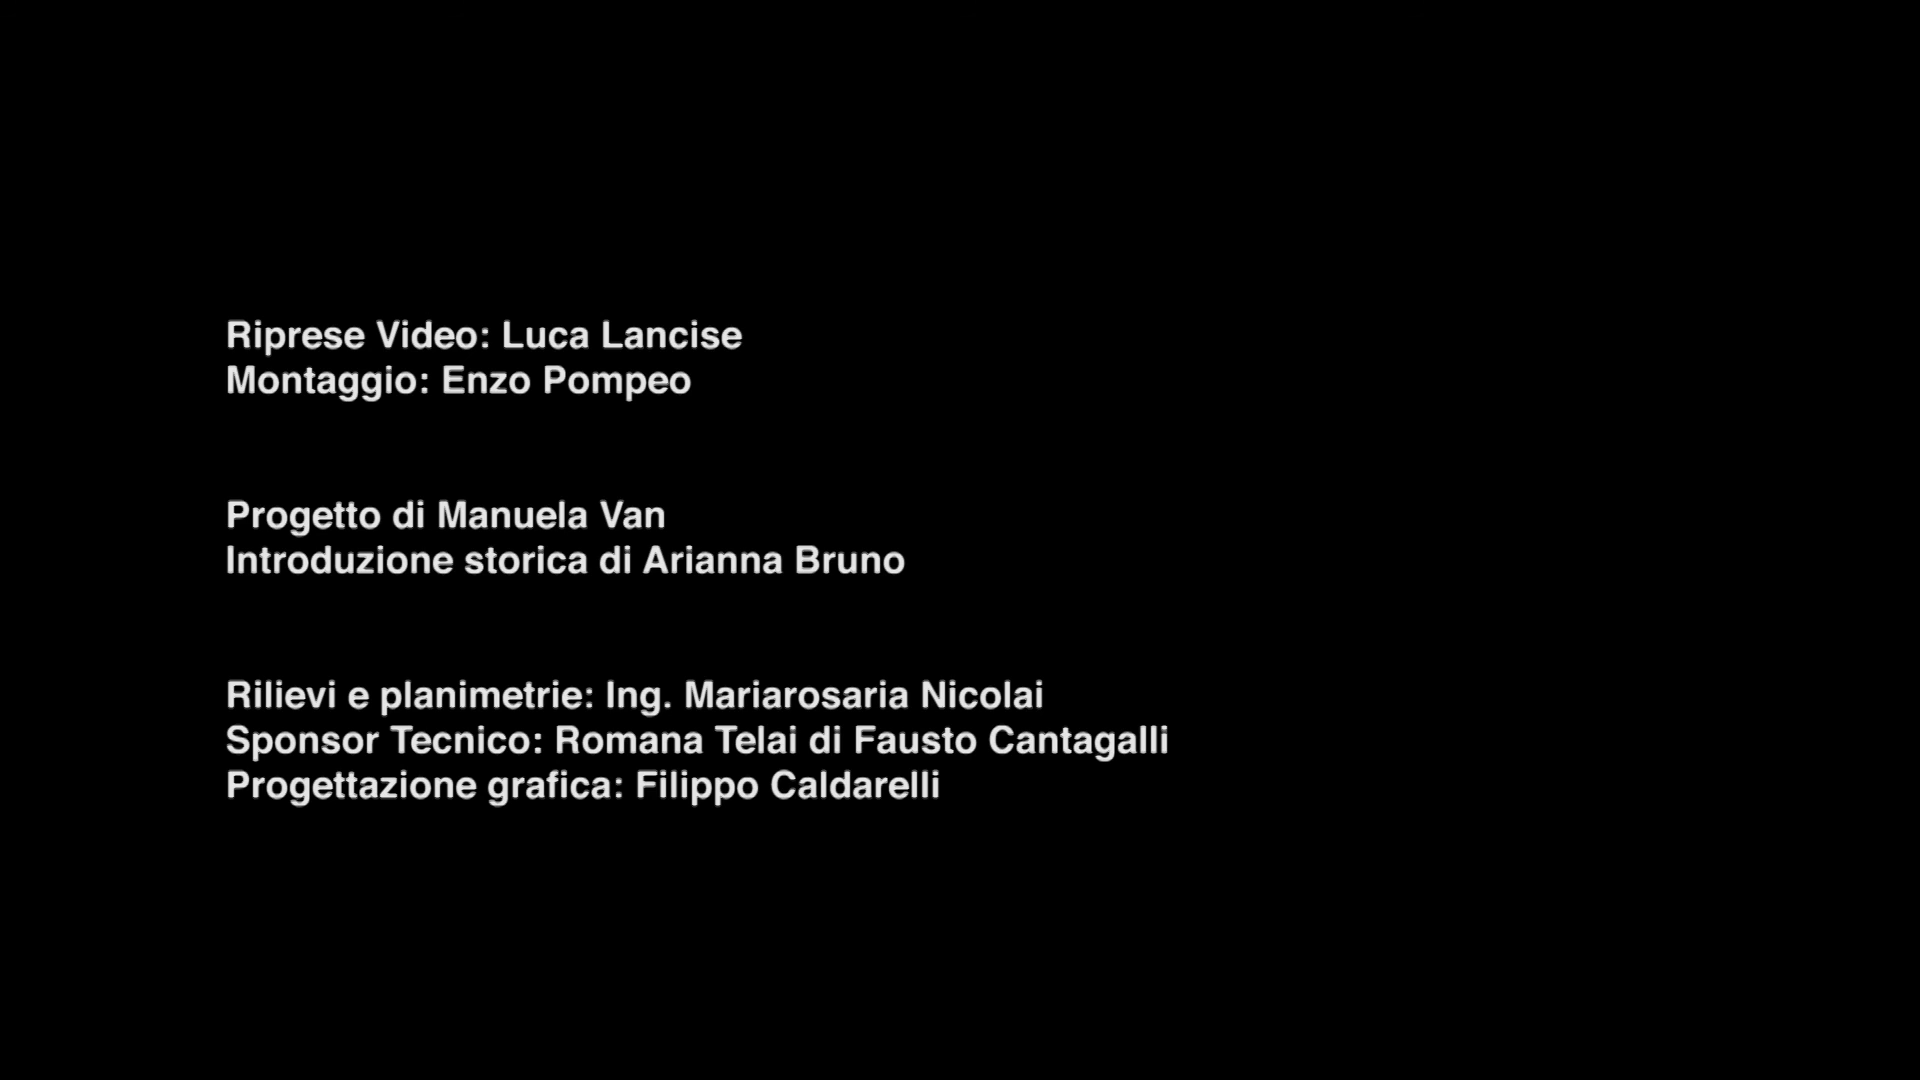 Riprese Video: Luca Lancise
Montaggio: Enzo Pompeo
Progetto di Manuela Van
Introduzione storica di Arianna Bruno
Rilievi e planimetrie: Ing. Mariarosaria Nicolai
Sponsor Tecnico: Romana Telai di Fausto Cantagalli
Progettazione grafica: Filippo Caldarelli